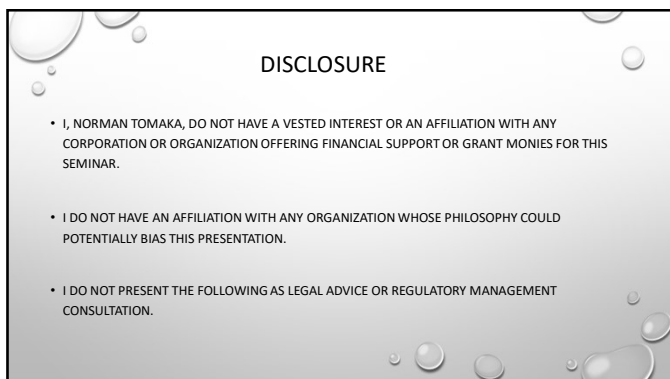 DISCLOSURE
• I, NORMAN TOMAKA, DO NOT HAVE A VESTED INTEREST OR AN AFFILIATION WITH ANY
CORPORATION OR ORGANIZATION OFFERING FINANCIAL SUPPORT OR GRANT MONIES FOR THIS
SEMINAR.
• I DO NOT HAVE AN AFFILIATION WITH ANY ORGANIZATION WHOSE PHILOSOPHY COULD
POTENTIALLY BIAS THIS PRESENTATION.
• I DO NOT PRESENT THE FOLLOWING AS LEGAL ADVICE OR REGULATORY MANAGEMENT
CONSULTATION.